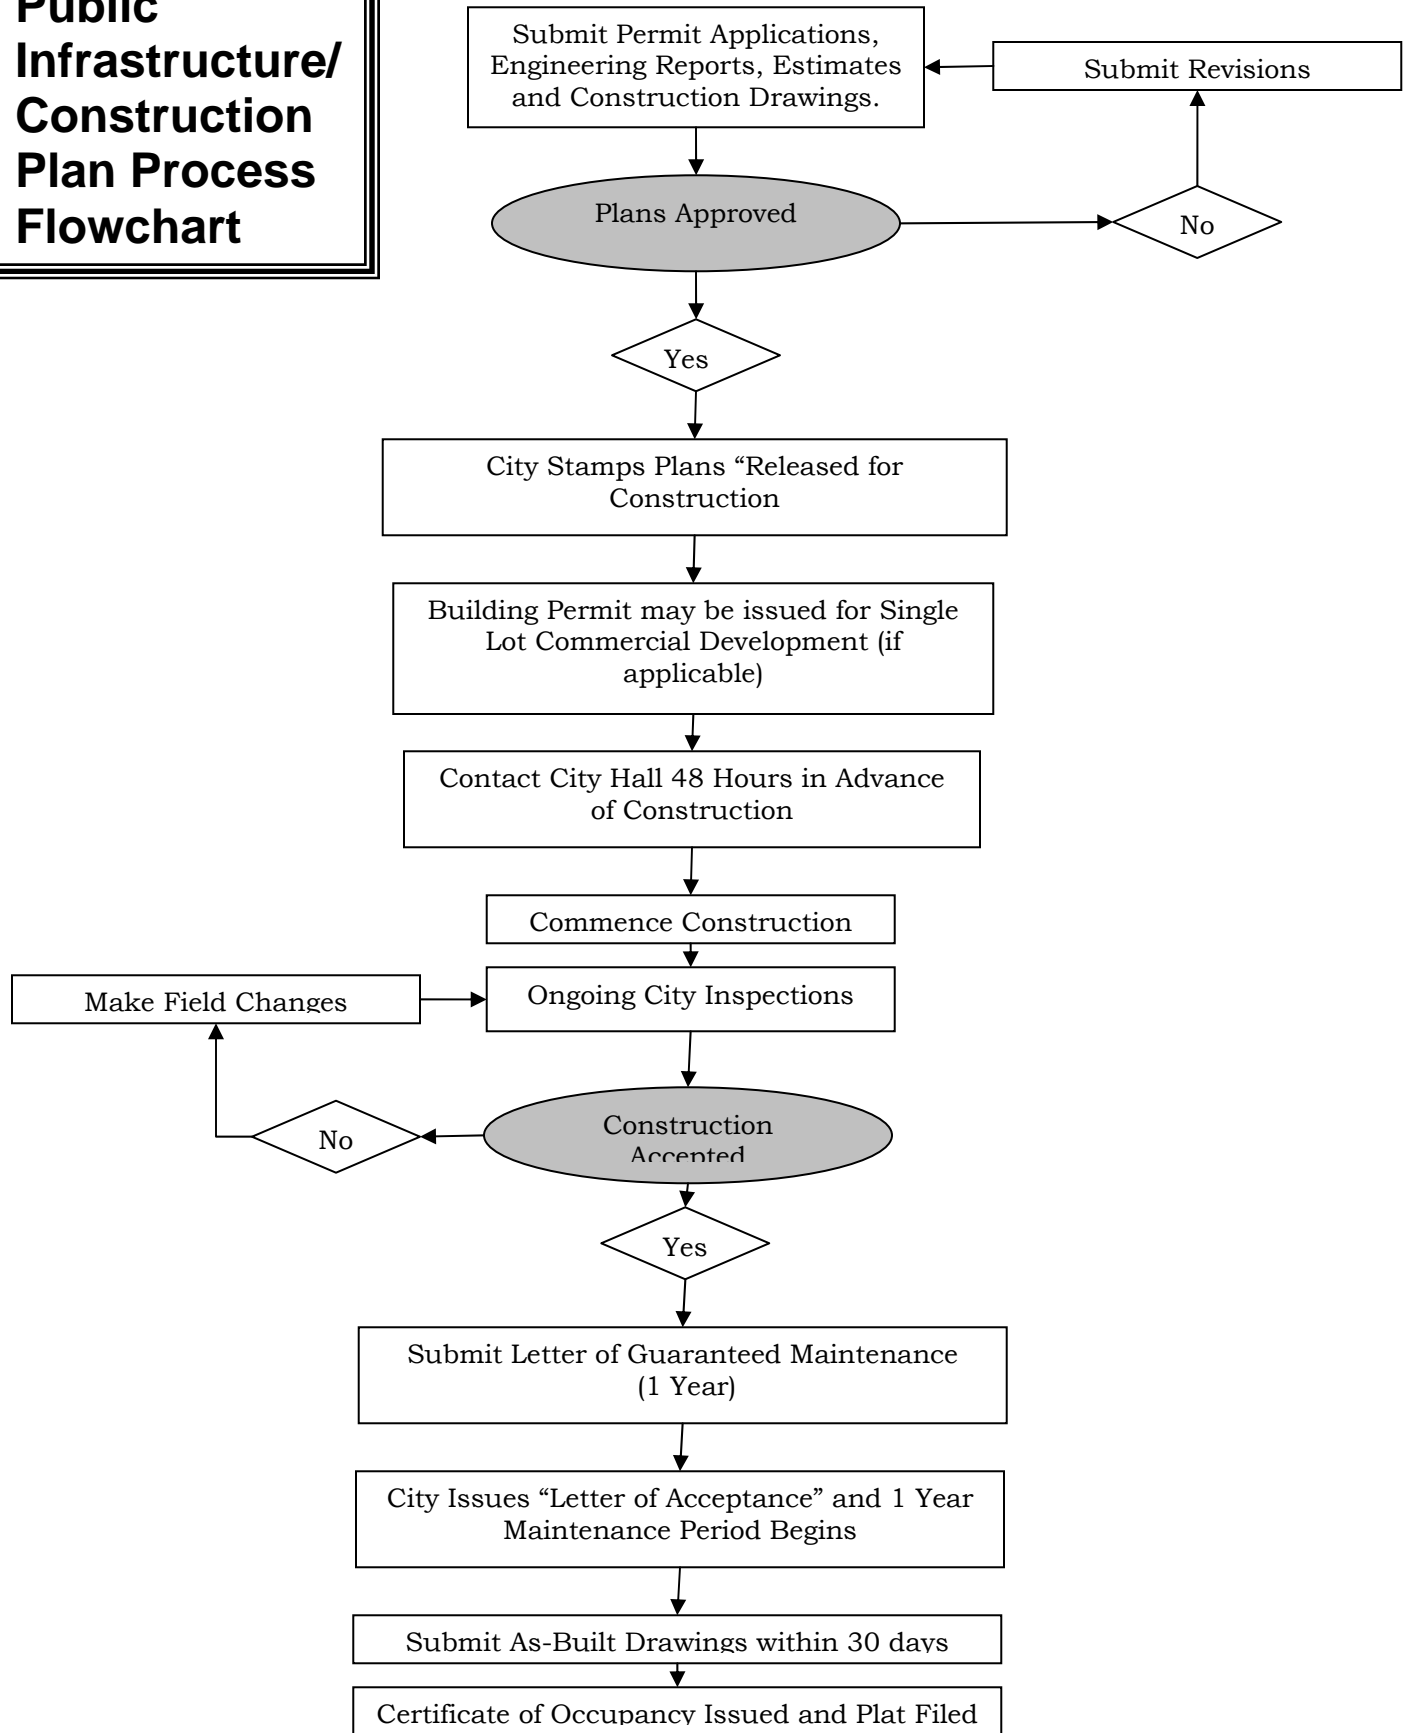 Public
Infrastructure/
Construction
Plan Process
Flowchart
Submit Permit Applications,
Engineering Reports, Estimates
and Construction Drawings.
Submit Revisions
Plans Approved
No
Yes
City Stamps Plans “Released for
Construction
Building Permit may be issued for Single
Lot Commercial Development (if
applicable)
Contact City Hall 48 Hours in Advance
of Construction
Commence Construction
Make Field Changes
Ongoing City Inspections
Construction
Accepted
No
Yes
Submit Letter of Guaranteed Maintenance
(1 Year)
City Issues “Letter of Acceptance” and 1 Year
Maintenance Period Begins
Submit As-Built Drawings within 30 days
Certificate of Occupancy Issued and Plat Filed